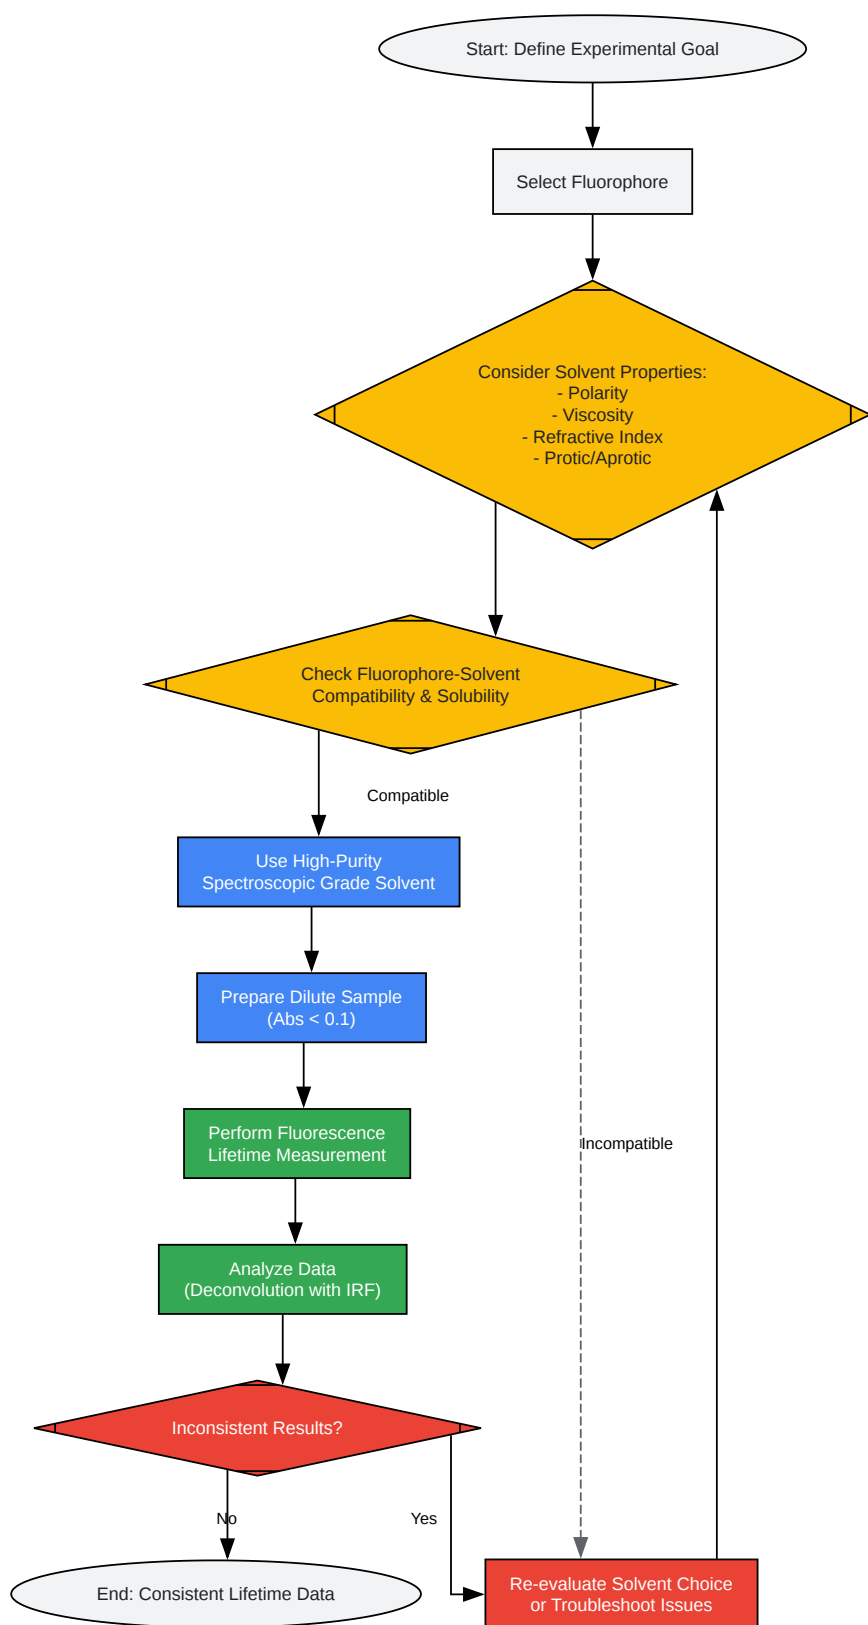 Start: Define Experimental Goal
Select Fluorophore
Consider Solvent Properties:
- Polarity
- Viscosity
- Refractive Index
- Protic/Aprotic
Check Fluorophore-Solvent
Compatibility & Solubility
Compatible
Use High-Purity
Spectroscopic Grade Solvent
Prepare Dilute Sample
(Abs < 0.1)
Perform Fluorescence
Lifetime Measurement
Incompatible
Analyze Data
(Deconvolution with IRF)
Inconsistent Results?
No
Yes
End: Consistent Lifetime Data
Re-evaluate Solvent Choice
or Troubleshoot Issues